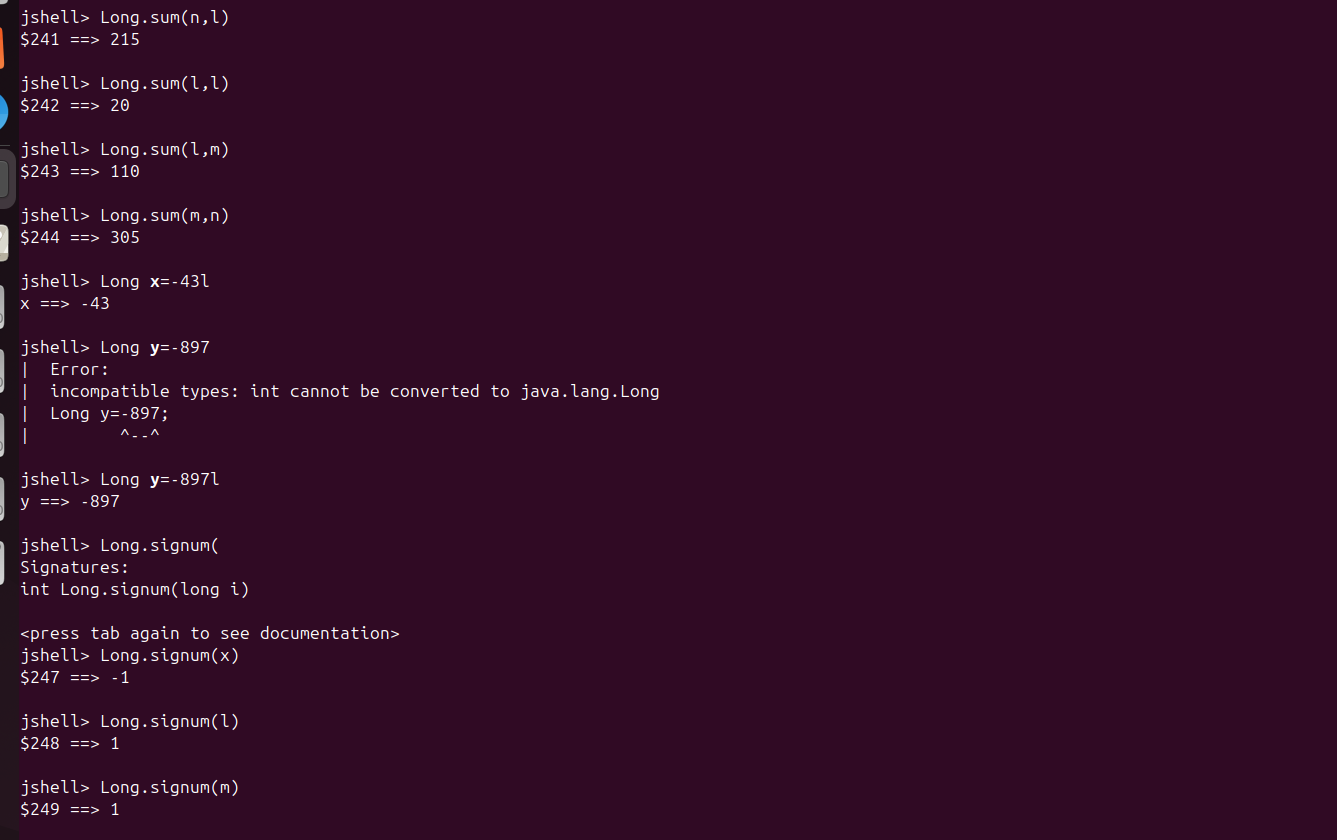 jshell> Long.sum(n,l)
$241 ==> 215
jshell> Long.sum(l,l)
$242 ==> 20
jshell> Long.sum(l,m)
$243 ==> 110
jshell> Long.sum(m,n)
$244 ==> 305
jshell> Long x=-43l
x ==> -43
jshell> Long y=-897
|  Error:
|  incompatible types: int cannot be converted to java.lang.Long
|  Long y=-897;
|         ^--^
jshell> Long y=-897l
y ==> -897
jshell> Long.signum(
Signatures:
int Long.signum(long i)
<press tab again to see documentation>
jshell> Long.signum(x)
$247 ==> -1
jshell> Long.signum(l)
$248 ==> 1
jshell> Long.signum(m)
$249 ==> 1